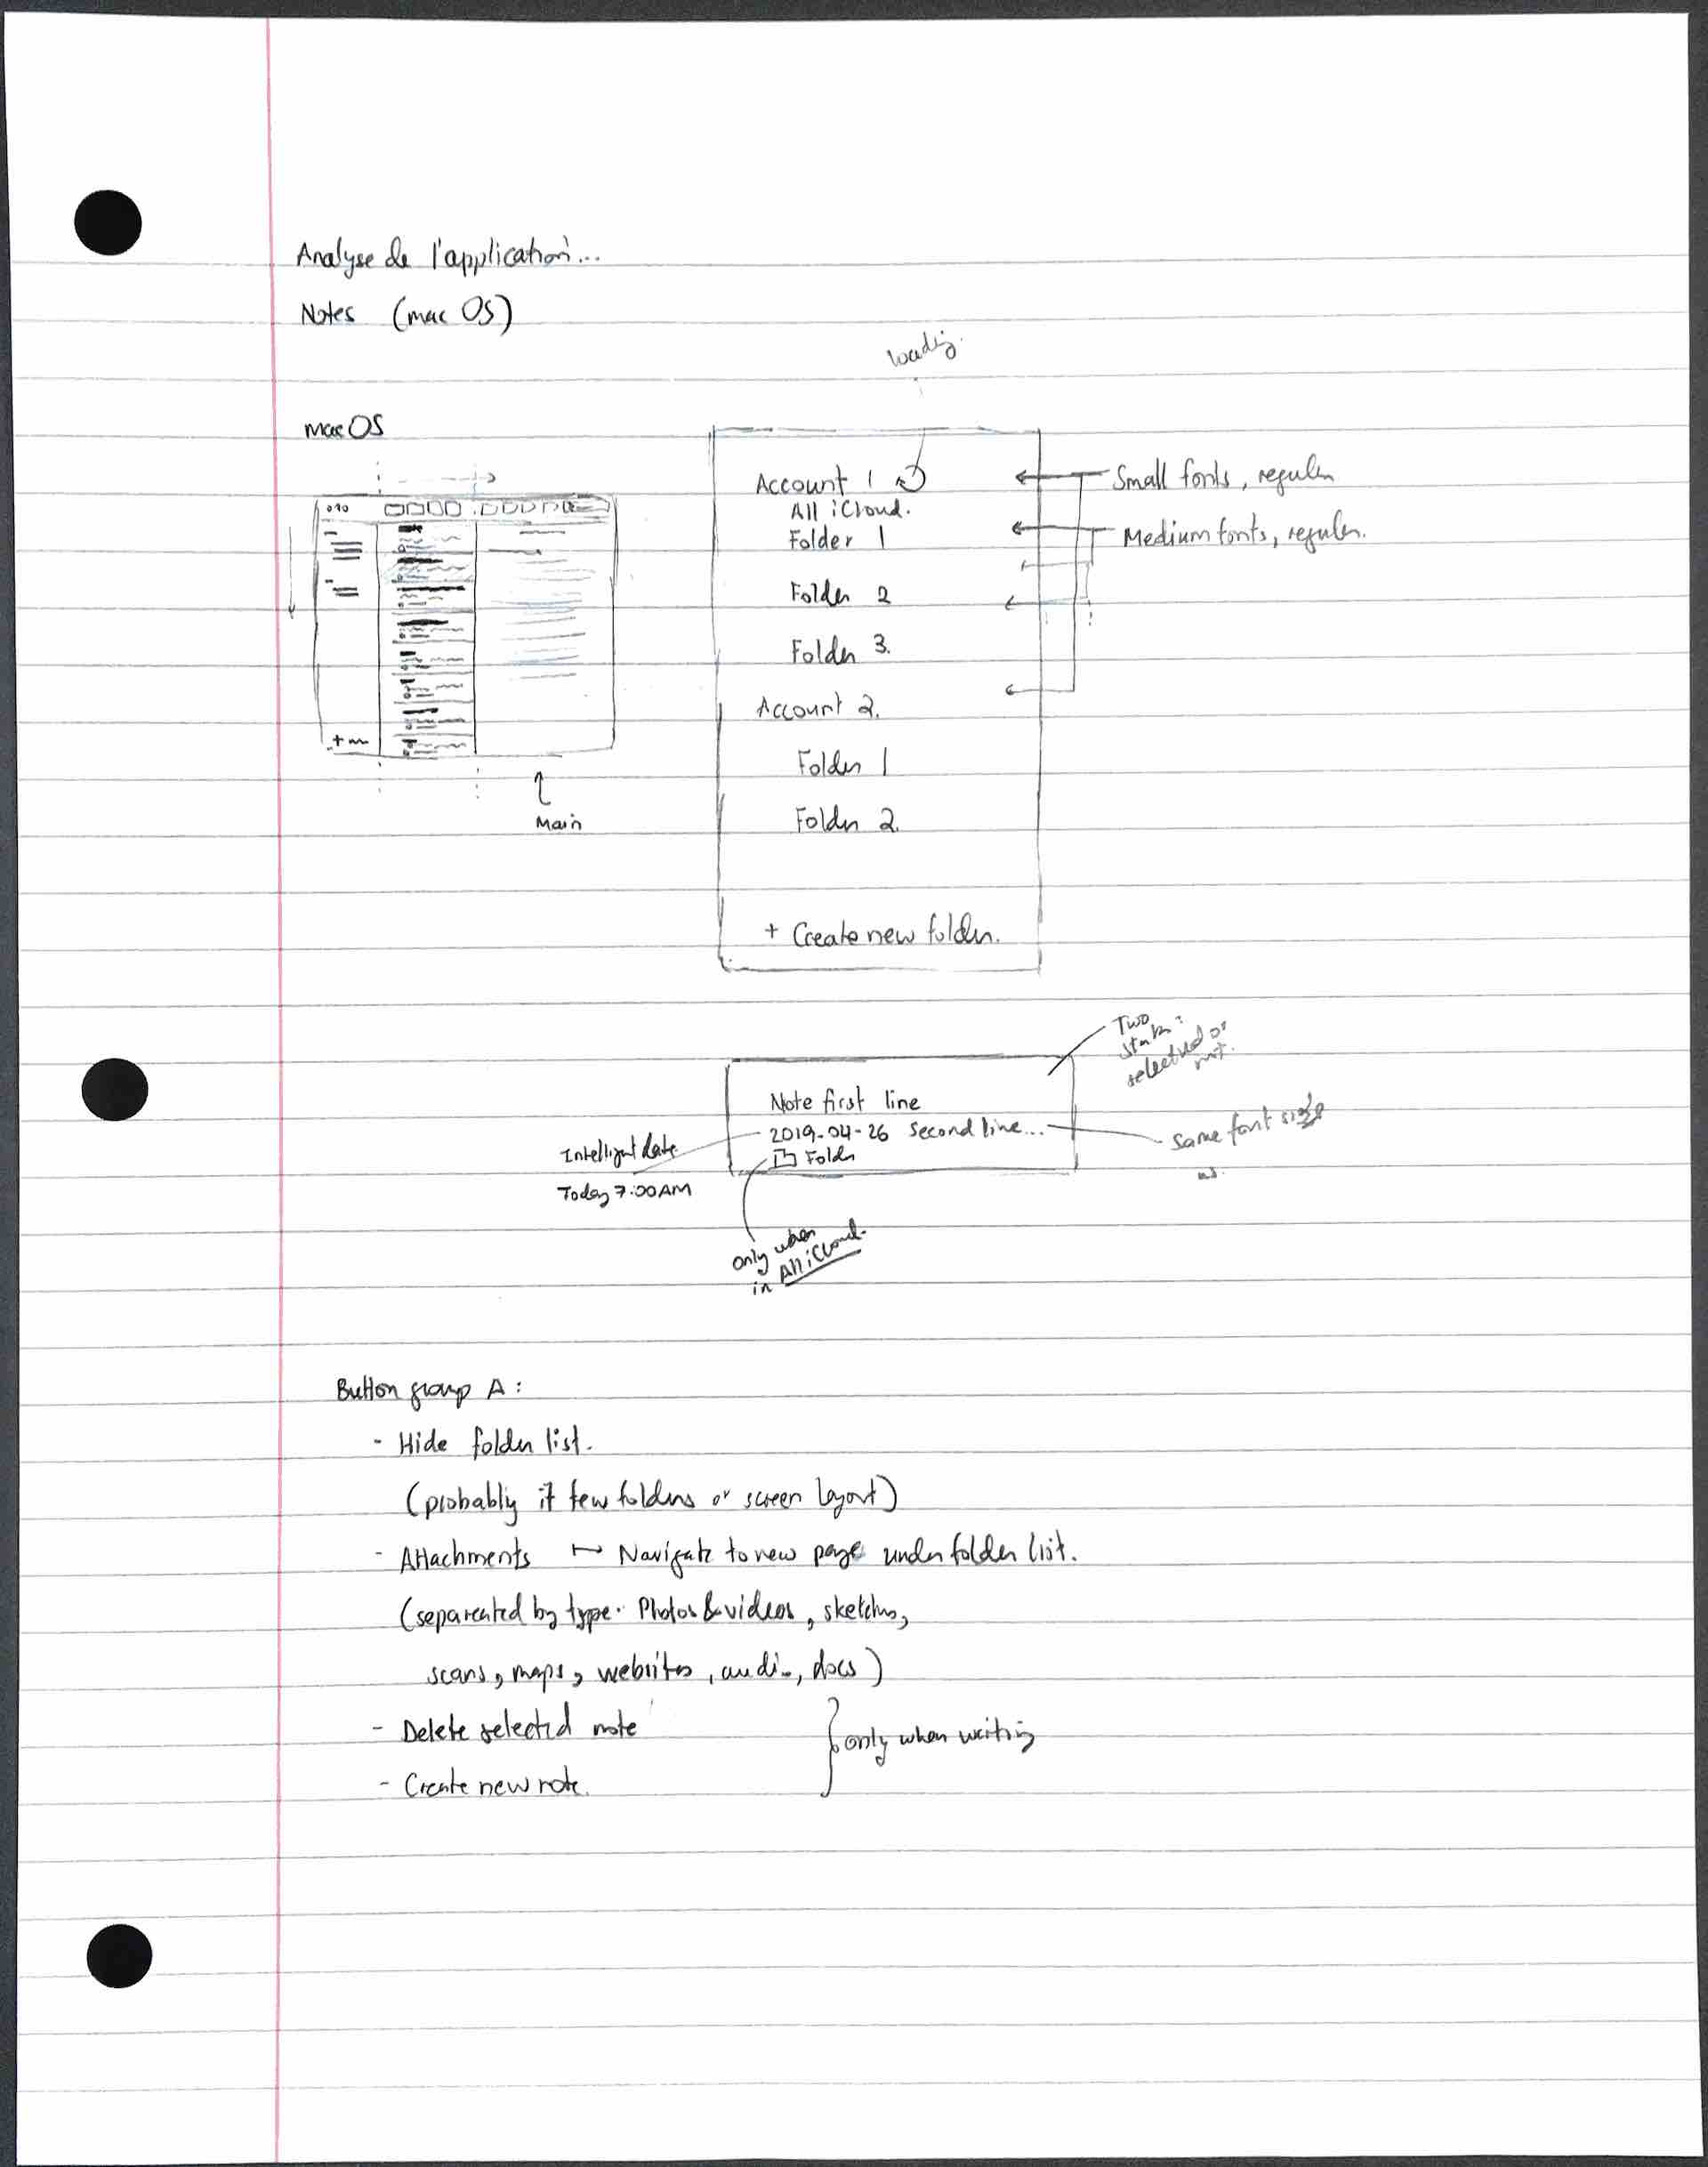 Analyse de l'application...
Notes (mac OS)
loading.
macOS
Main
Account 1
All iCloud.
Folder 1
Folder 2
Folder 3.
Account 2.
Folder 1
Folder 2.
+ Create new folder.
Small fonts, regular
Medium fonts, regular.
Two
states:
selected or
not.
Note first line
2019-04-26 second line...
Folder
Same font size
Intelligent date
Today 7:00AM
only when
in All iCloud.
Button group A:
- Hide folder list.
(probably if few folders or screen layout)
- Attachments ↦ Navigate to new page under folder list.
(separated by type. Photos & videos, sketches,
scans, maps, websites, audio, docs)
- Delete selected note
- Create new note.
only when writing